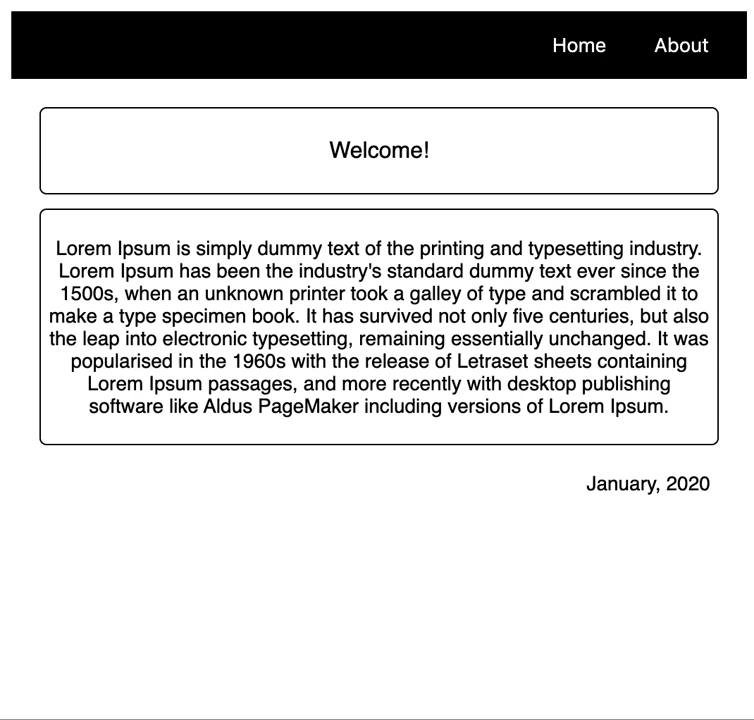 Home About
Welcome!
Lorem Ipsum is simply dummy text of the printing and typesetting industry.
Lorem Ipsum has been the industry's standard dummy text ever since the
1500s, when an unknown printer took a galley of type and scrambled it to
make a type specimen book. It has survived not only five centuries, but also
the leap into electronic typesetting, remaining essentially unchanged. It was
popularised in the 1960s with the release of Letraset sheets containing
Lorem Ipsum passages, and more recently with desktop publishing
software like Aldus PageMaker including versions of Lorem Ipsum.
January, 2020